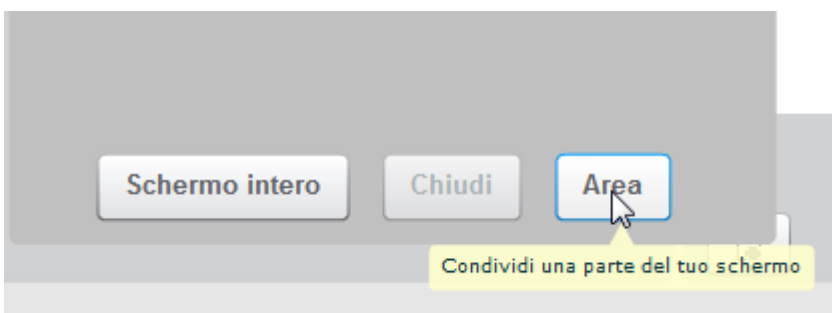 Schermo intero
Chiudi
Area
Condividi una parte del tuo schermo